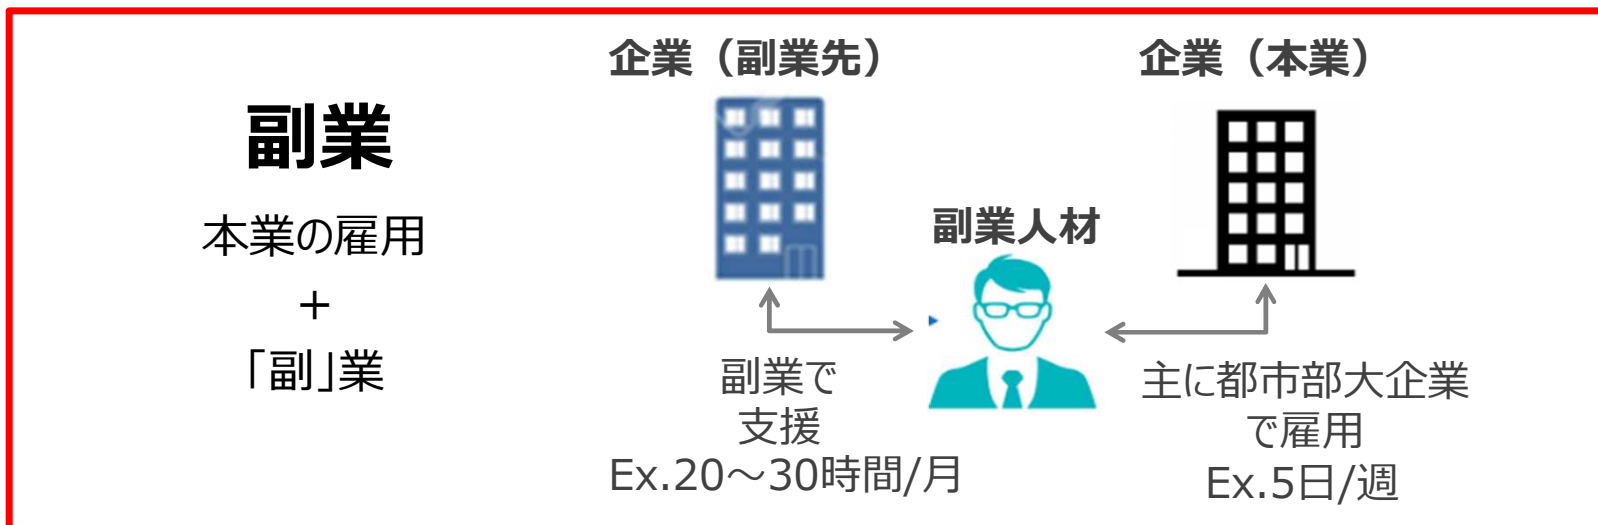 副業
本業の雇用
+
「副」業
企業（副業先）
企業（本業）
副業人材
副業で
支援
Ex.20～30時間/月
主に都市部大企業
で雇用
Ex.5日/週